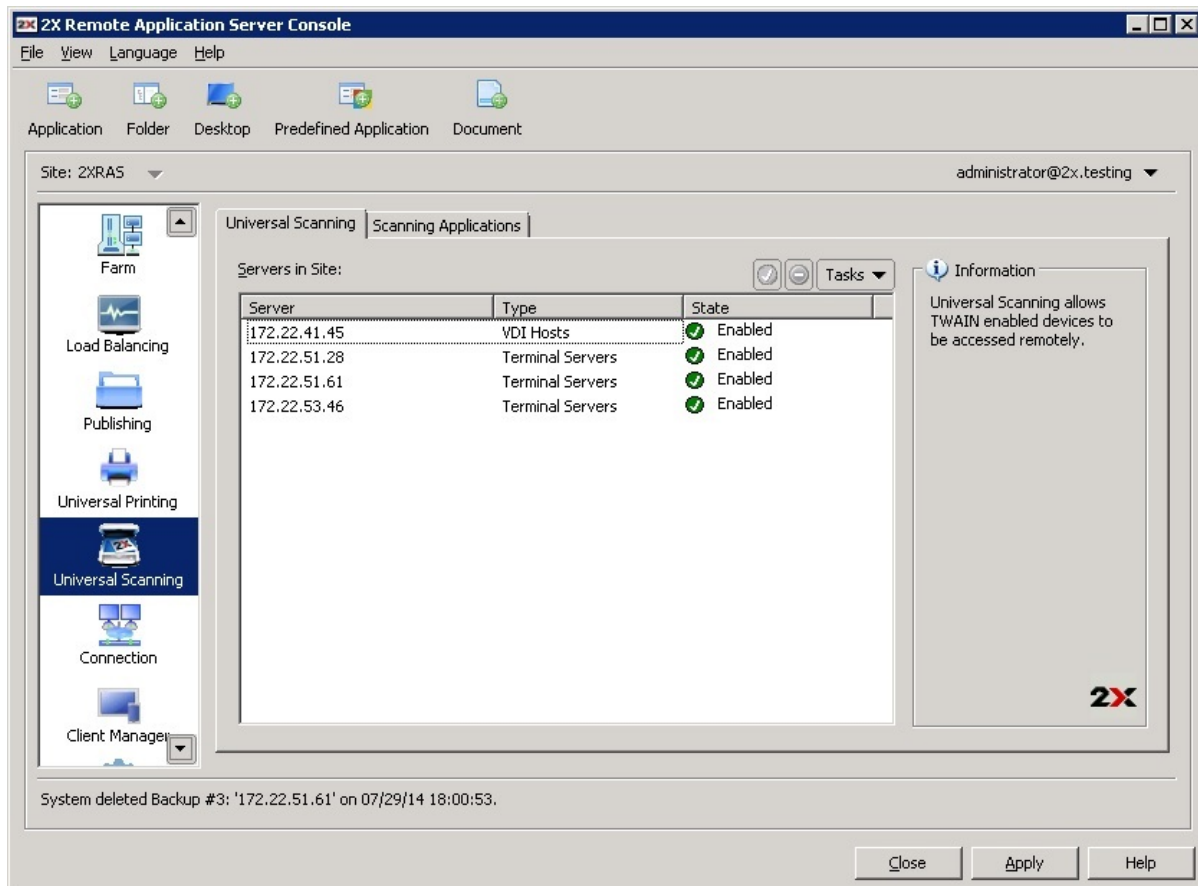 2X 2X Remote Application Server Console
File View Language Help
Application Folder Desktop Predefined Application Document
Site: 2XRAS administrator@2x.testing
Farm
Load Balancing
Publishing
Universal Printing
2X
Universal Scanning
Connection
Client Manager
Universal Scanning Scanning Applications
Servers in Site: Tasks
Server Type State
172.22.41.45 VDI Hosts Enabled
172.22.51.28 Terminal Servers Enabled
172.22.51.61 Terminal Servers Enabled
172.22.53.46 Terminal Servers Enabled
Information
Universal Scanning allows
TWAIN enabled devices to
be accessed remotely.
2X
System deleted Backup #3: '172.22.51.61' on 07/29/14 18:00:53.
Close Apply Help